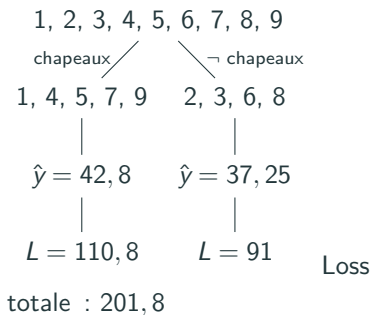 1, 2, 3, 4, 5, 6, 7, 8, 9
chapeaux ¬ chapeaux
1, 4, 5, 7, 9 2, 3, 6, 8
ŷ = 42, 8 ŷ = 37, 25
L = 110, 8 L = 91
Loss
totale : 201, 8